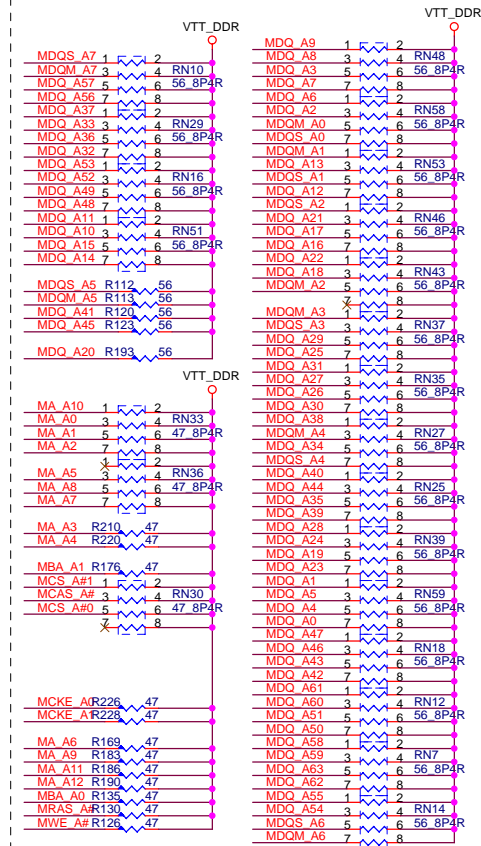 VTT_DDR
MDQS_A7 1 2
MDQM_A7 3 4 RN10
MDQ_A57 5 6 56_8P4R
MDQ_A56 7 8
MDQ_A37 1 2
MDQ_A33 3 4 RN29
MDQ_A36 5 6 56_8P4R
MDQ_A32 7 8
MDQ_A53 1 2
MDQ_A52 3 4 RN16
MDQ_A49 5 6 56_8P4R
MDQ_A48 7 8
MDQ_A11 1 2
MDQ_A10 3 4 RN51
MDQ_A15 5 6 56_8P4R
MDQ_A14 7 8
MDQS_A5 R112 56
MDQM_A5 R113 56
MDQ_A41 R120 56
MDQ_A45 R123 56
MDQ_A20 R193 56
VTT_DDR
MA_A10 1 2
MA_A0 3 4 RN33
MA_A1 5 6 47_8P4R
MA_A2 7 8
1 2
MA_A5 3 4 RN36
MA_A8 5 6 47_8P4R
MA_A7 7 8
MA_A3 R210 47
MA_A4 R220 47
MBA_A1 R176 47
MCS_A#1 1 2
MCAS_A# 3 4 RN30
MCS_A#0 5 6 47_8P4R
7 8
MCKE_A0 R226 47
MCKE_A1 R228 47
MA_A6 R169 47
MA_A9 R183 47
MA_A11 R186 47
MA_A12 R190 47
MBA_A0 R135 47
MRAS_A# R130 47
MWE_A# R126 47
VTT_DDR
MDQ_A9 1 2
MDQ_A8 3 4 RN48
MDQ_A3 5 6 56_8P4R
MDQ_A7 7 8
MDQ_A6 1 2
MDQ_A2 3 4 RN58
MDQM_A0 5 6 56_8P4R
MDQS_A0 7 8
MDQM_A1 1 2
MDQ_A13 3 4 RN53
MDQS_A1 5 6 56_8P4R
MDQ_A12 7 8
MDQS_A2 1 2
MDQ_A21 3 4 RN46
MDQ_A17 5 6 56_8P4R
MDQ_A16 7 8
MDQ_A22 1 2
MDQ_A18 3 4 RN43
MDQM_A2 5 6 56_8P4R
7 8
MDQM_A3 1 2
MDQS_A3 3 4 RN37
MDQ_A29 5 6 56_8P4R
MDQ_A25 7 8
MDQ_A31 1 2
MDQ_A27 3 4 RN35
MDQ_A26 5 6 56_8P4R
MDQ_A30 7 8
MDQ_A38 1 2
MDQM_A4 3 4 RN27
MDQ_A34 5 6 56_8P4R
MDQS_A4 7 8
MDQ_A40 1 2
MDQ_A44 3 4 RN25
MDQ_A35 5 6 56_8P4R
MDQ_A39 7 8
MDQ_A28 1 2
MDQ_A24 3 4 RN39
MDQ_A19 5 6 56_8P4R
MDQ_A23 7 8
MDQ_A1 1 2
MDQ_A5 3 4 RN59
MDQ_A4 5 6 56_8P4R
MDQ_A0 7 8
MDQ_A47 1 2
MDQ_A46 3 4 RN18
MDQ_A43 5 6 56_8P4R
MDQ_A42 7 8
MDQ_A61 1 2
MDQ_A60 3 4 RN12
MDQ_A51 5 6 56_8P4R
MDQ_A50 7 8
MDQ_A58 1 2
MDQ_A59 3 4 RN7
MDQ_A63 5 6 56_8P4R
MDQ_A62 7 8
MDQ_A55 1 2
MDQ_A54 3 4 RN14
MDQS_A6 5 6 56_8P4R
MDQM_A6 7 8